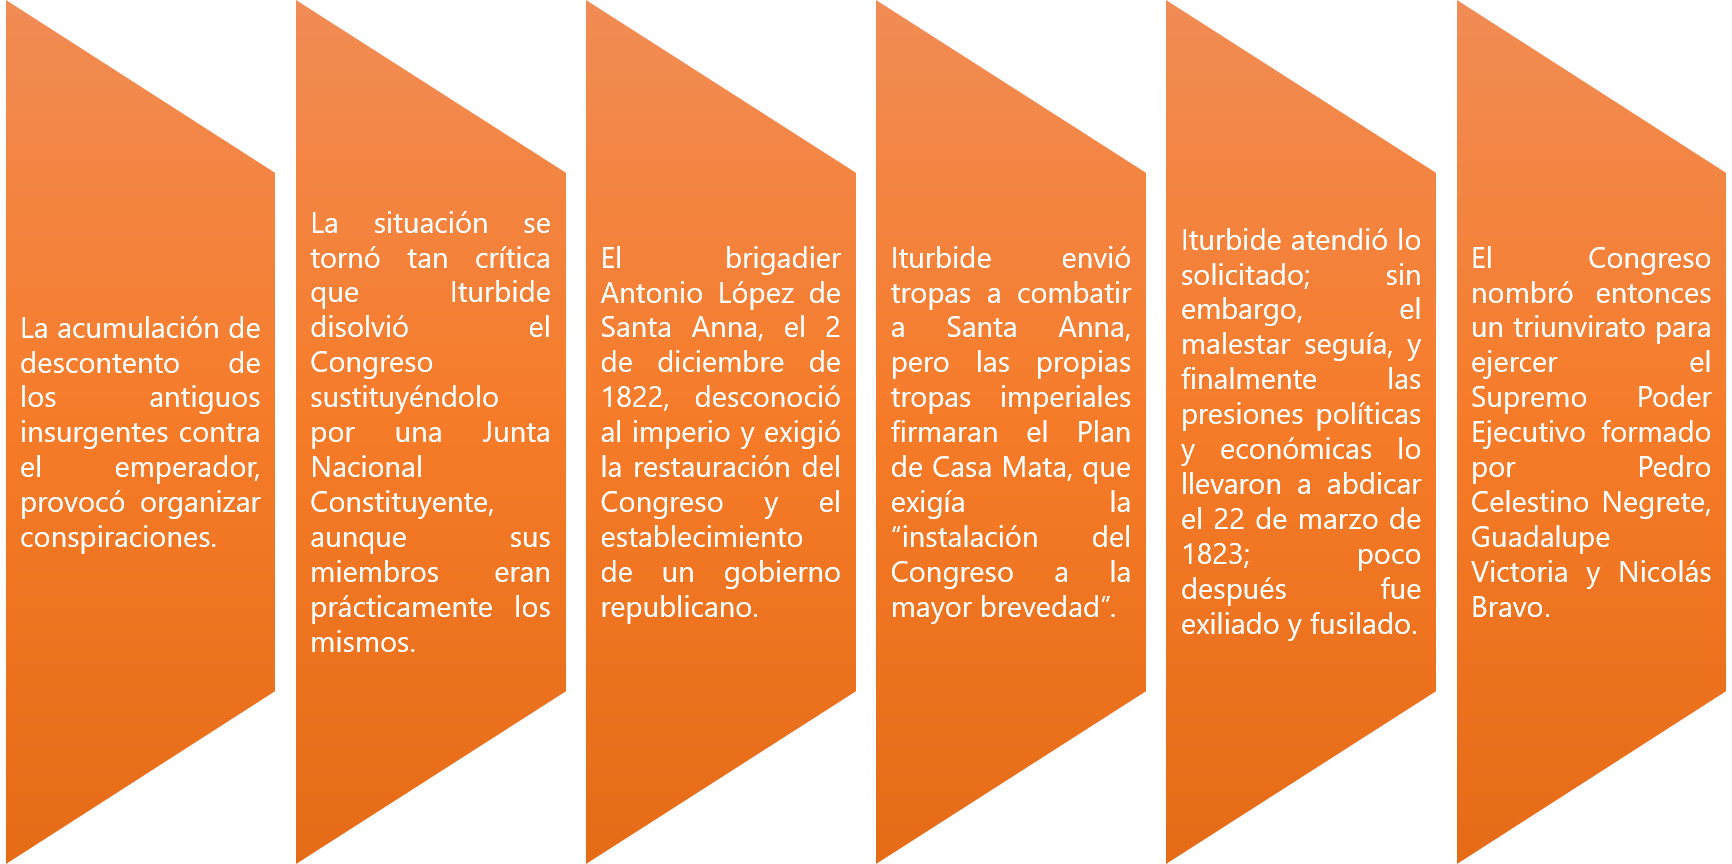 La acumulación de
descontento de
los antiguos
insurgentes contra
el emperador,
provocó organizar
conspiraciones.
La situación se
tornó tan crítica
que Iturbide
disolvió el
Congreso
sustituyéndolo
por una Junta
Nacional
Constituyente,
aunque sus
miembros eran
prácticamente los
mismos.
El brigadier
Antonio López de
Santa Anna, el 2
de diciembre de
1822, desconoció
al imperio y exigió
la restauración del
Congreso y el
establecimiento
de un gobierno
republicano.
Iturbide envió
tropas a combatir
a Santa Anna,
pero las propias
tropas imperiales
firmaran el Plan
de Casa Mata, que
exigía la
“instalación del
Congreso a la
mayor brevedad”.
Iturbide atendió lo
solicitado; sin
embargo, el
malestar seguía, y
finalmente las
presiones políticas
y económicas lo
llevaron a abdicar
el 22 de marzo de
1823; poco
después fue
exiliado y fusilado.
El Congreso
nombró entonces
un triunvirato para
ejercer el
Supremo Poder
Ejecutivo formado
por Pedro
Celestino Negrete,
Guadalupe
Victoria y Nicolás
Bravo.